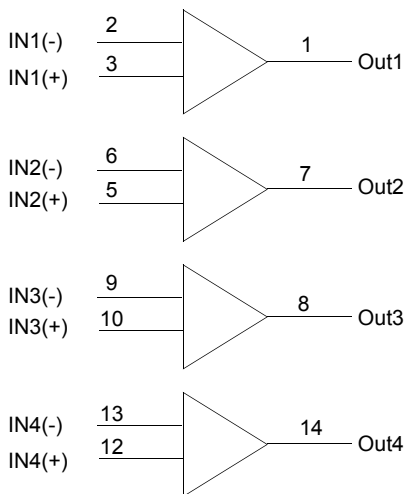 IN1(-) 2
IN1(+) 3
1 Out1
IN2(-) 6
IN2(+) 5
7 Out2
IN3(-) 9
IN3(+) 10
8 Out3
IN4(-) 13
IN4(+) 12
14 Out4